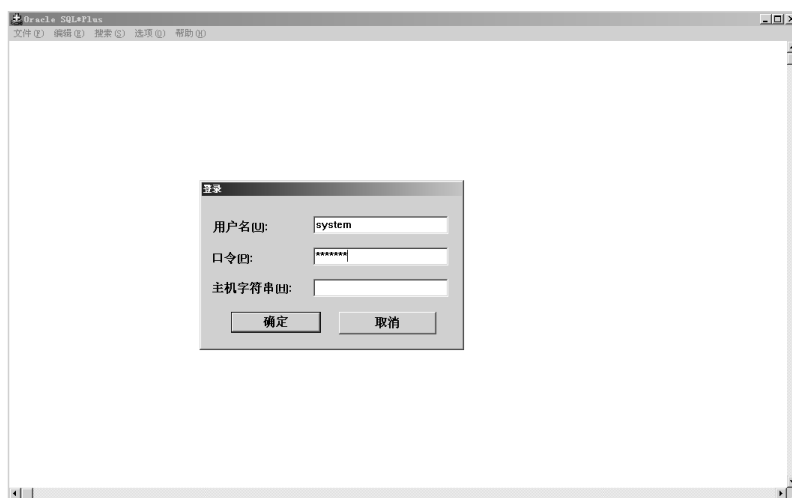 Oracle SQL*Plus
文件(F) 编辑(E) 搜索(S) 选项(O) 帮助(H)
登录
用户名(U): system
口令(P): *******
主机字符串(H):
确定 取消